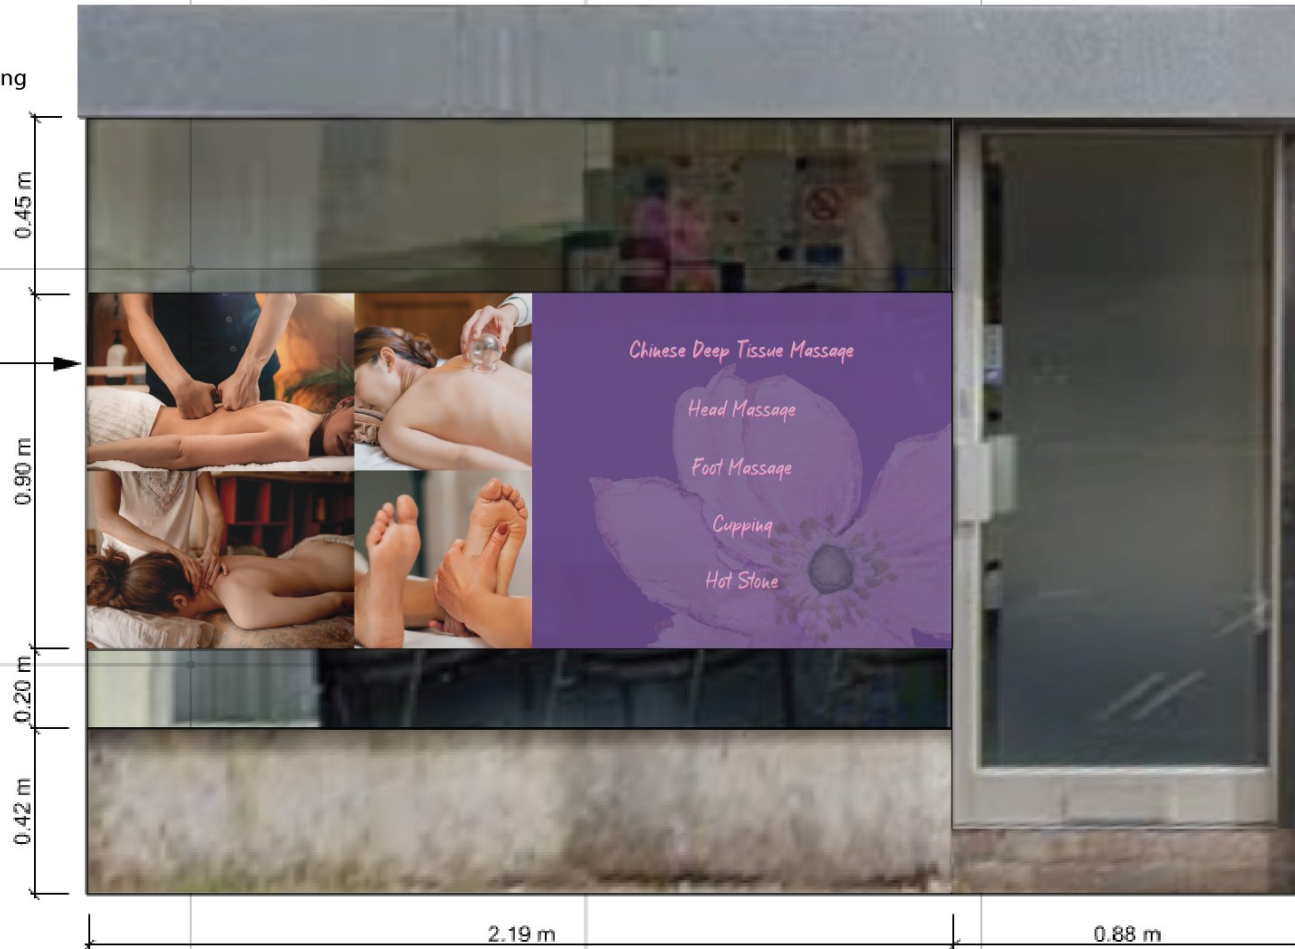 ng
0.45 m
0.90 m
0.20 m
0.42 m
Chinese Deep Tissue Massage
Head Massage
Foot Massage
Cupping
Hot Stone
2.19 m
0.88 m